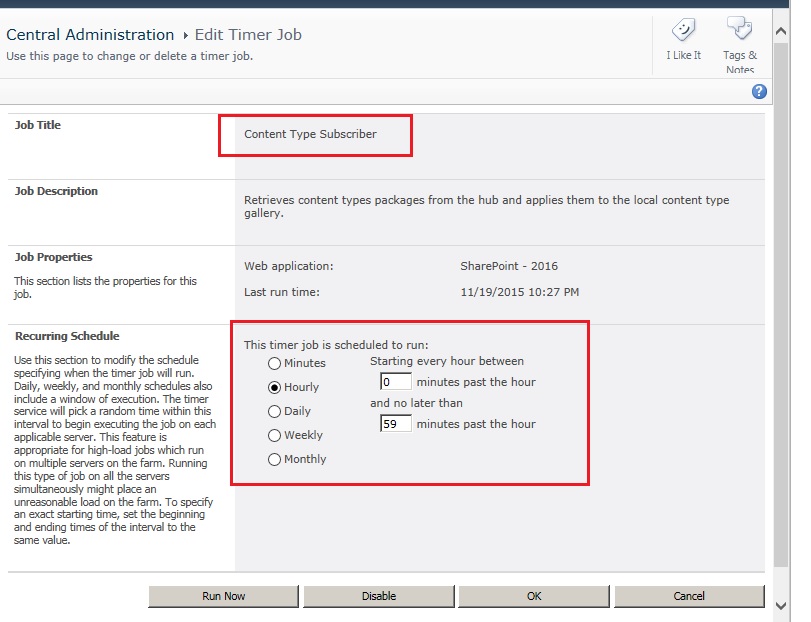 Central Administration ▸ Edit Timer Job
Use this page to change or delete a timer job.
I Like It
Tags &
Notes
?
Job Title
Content Type Subscriber
Job Description
Retrieves content types packages from the hub and applies them to the local content type
gallery.
Job Properties
This section lists the properties for this
job.
Web application:
SharePoint - 2016
Last run time:
11/19/2015 10:27 PM
Recurring Schedule
Use this section to modify the schedule
specifying when the timer job will run.
Daily, weekly, and monthly schedules also
include a window of execution. The timer
service will pick a random time within this
interval to begin executing the job on each
applicable server. This feature is
appropriate for high-load jobs which run
on multiple servers on the farm. Running
this type of job on all the servers
simultaneously might place an
unreasonable load on the farm. To specify
an exact starting time, set the beginning
and ending times of the interval to the
same value.
This timer job is scheduled to run:
Minutes
Hourly
Daily
Weekly
Monthly
Starting every hour between
0 minutes past the hour
and no later than
59 minutes past the hour
Run Now
Disable
OK
Cancel